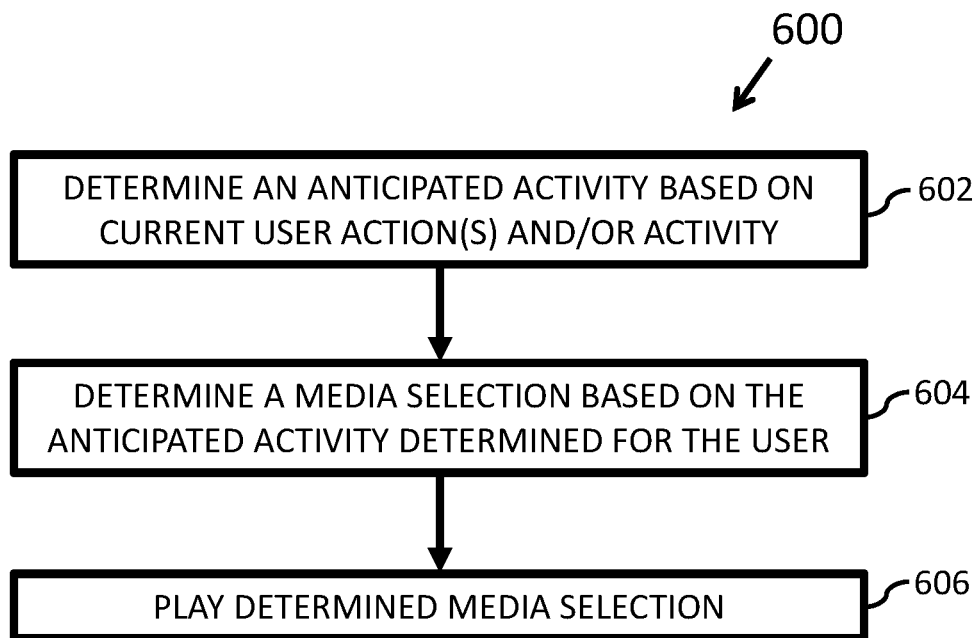 600
DETERMINE AN ANTICIPATED ACTIVITY BASED ON
CURRENT USER ACTION(S) AND/OR ACTIVITY
602
DETERMINE A MEDIA SELECTION BASED ON THE
ANTICIPATED ACTIVITY DETERMINED FOR THE USER
604
PLAY DETERMINED MEDIA SELECTION
606